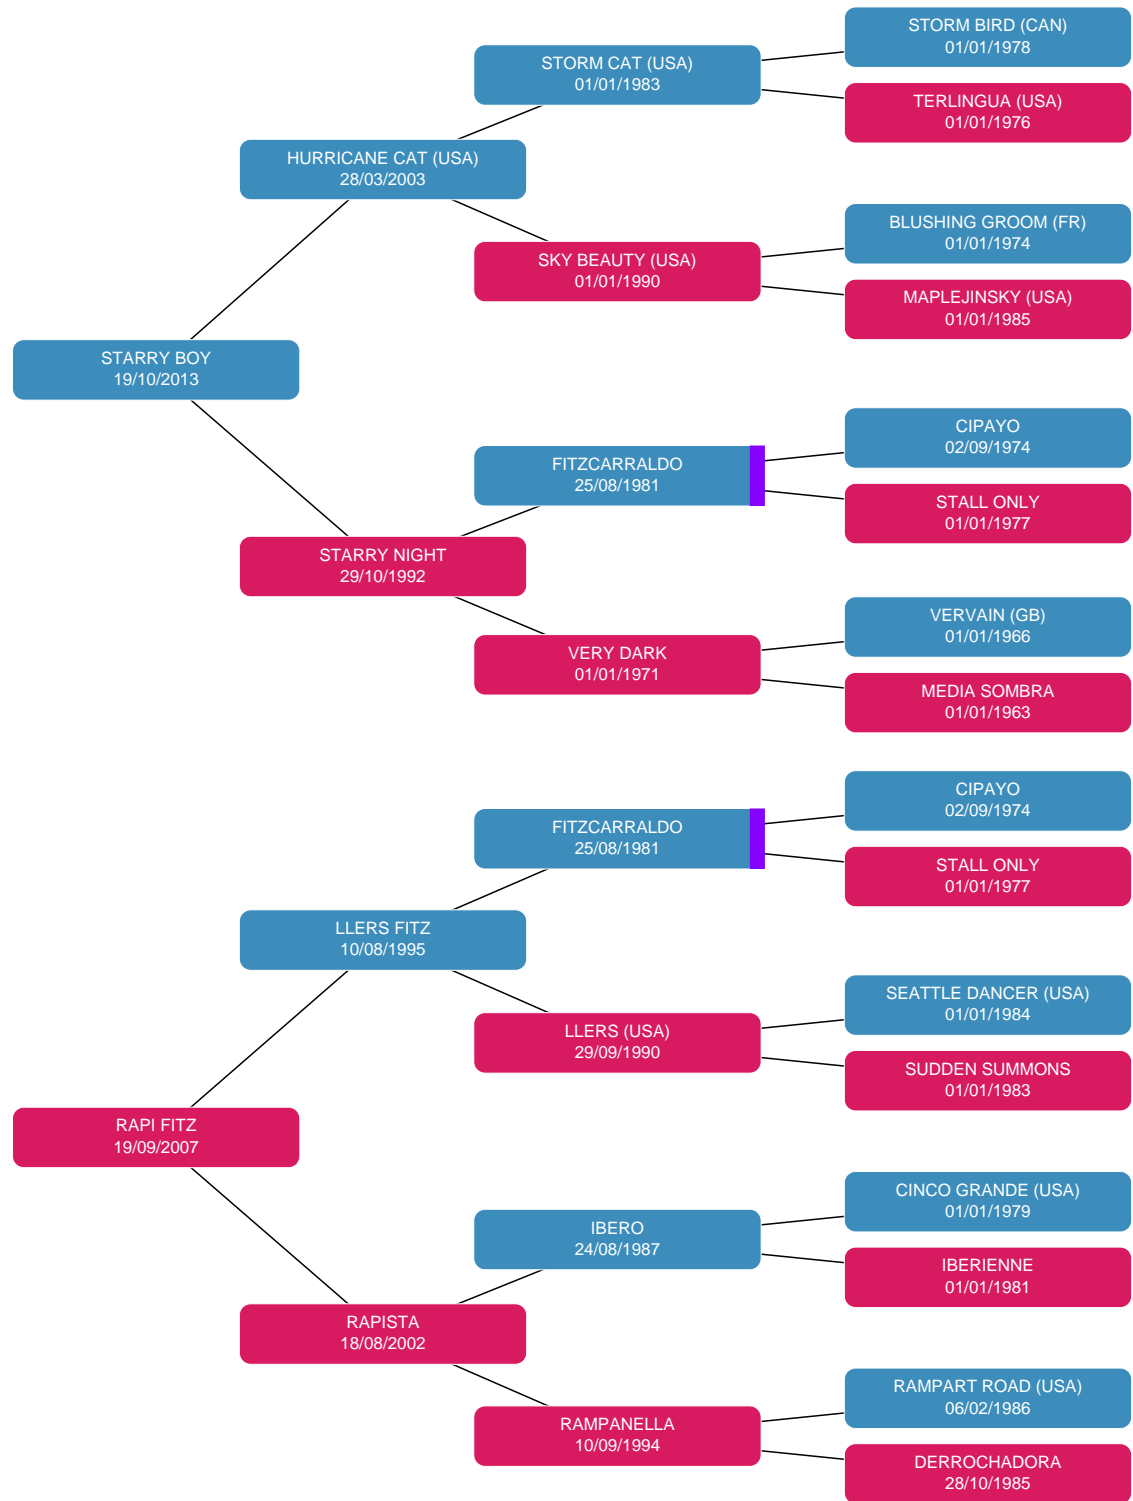 STORM BIRD (CAN)
01/01/1978
STORM CAT (USA)
01/01/1983
TERLINGUA (USA)
01/01/1976
HURRICANE CAT (USA)
28/03/2003
BLUSHING GROOM (FR)
01/01/1974
SKY BEAUTY (USA)
01/01/1990
MAPLEJINSKY (USA)
01/01/1985
STARRY BOY
19/10/2013
CIPAYO
02/09/1974
FITZCARRALDO
25/08/1981
STALL ONLY
01/01/1977
STARRY NIGHT
29/10/1992
VERVAIN (GB)
01/01/1966
VERY DARK
01/01/1971
MEDIA SOMBRA
01/01/1963
CIPAYO
02/09/1974
FITZCARRALDO
25/08/1981
STALL ONLY
01/01/1977
LLERS FITZ
10/08/1995
SEATTLE DANCER (USA)
01/01/1984
LLERS (USA)
29/09/1990
SUDDEN SUMMONS
01/01/1983
RAPI FITZ
19/09/2007
CINCO GRANDE (USA)
01/01/1979
IBERO
24/08/1987
IBERIENNE
01/01/1981
RAPISTA
18/08/2002
RAMPART ROAD (USA)
06/02/1986
RAMPANELLA
10/09/1994
DERROCHADORA
28/10/1985